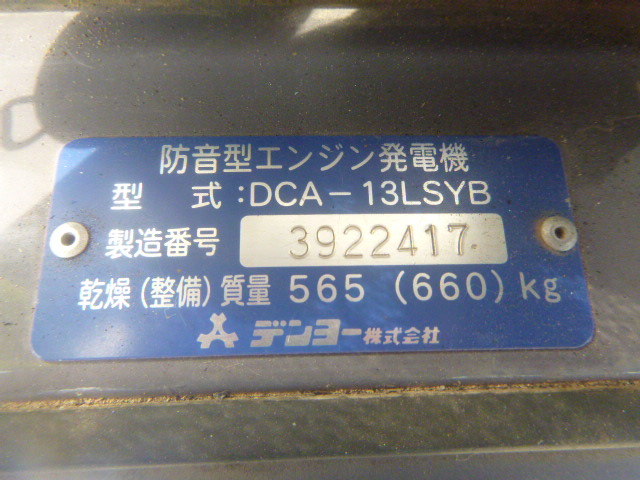 防音型エンジン発電機
型 式:DCA-13LSYB
製造番号 3922417
乾燥(整備)質量 565 (660)kg
デンヨー株式会社